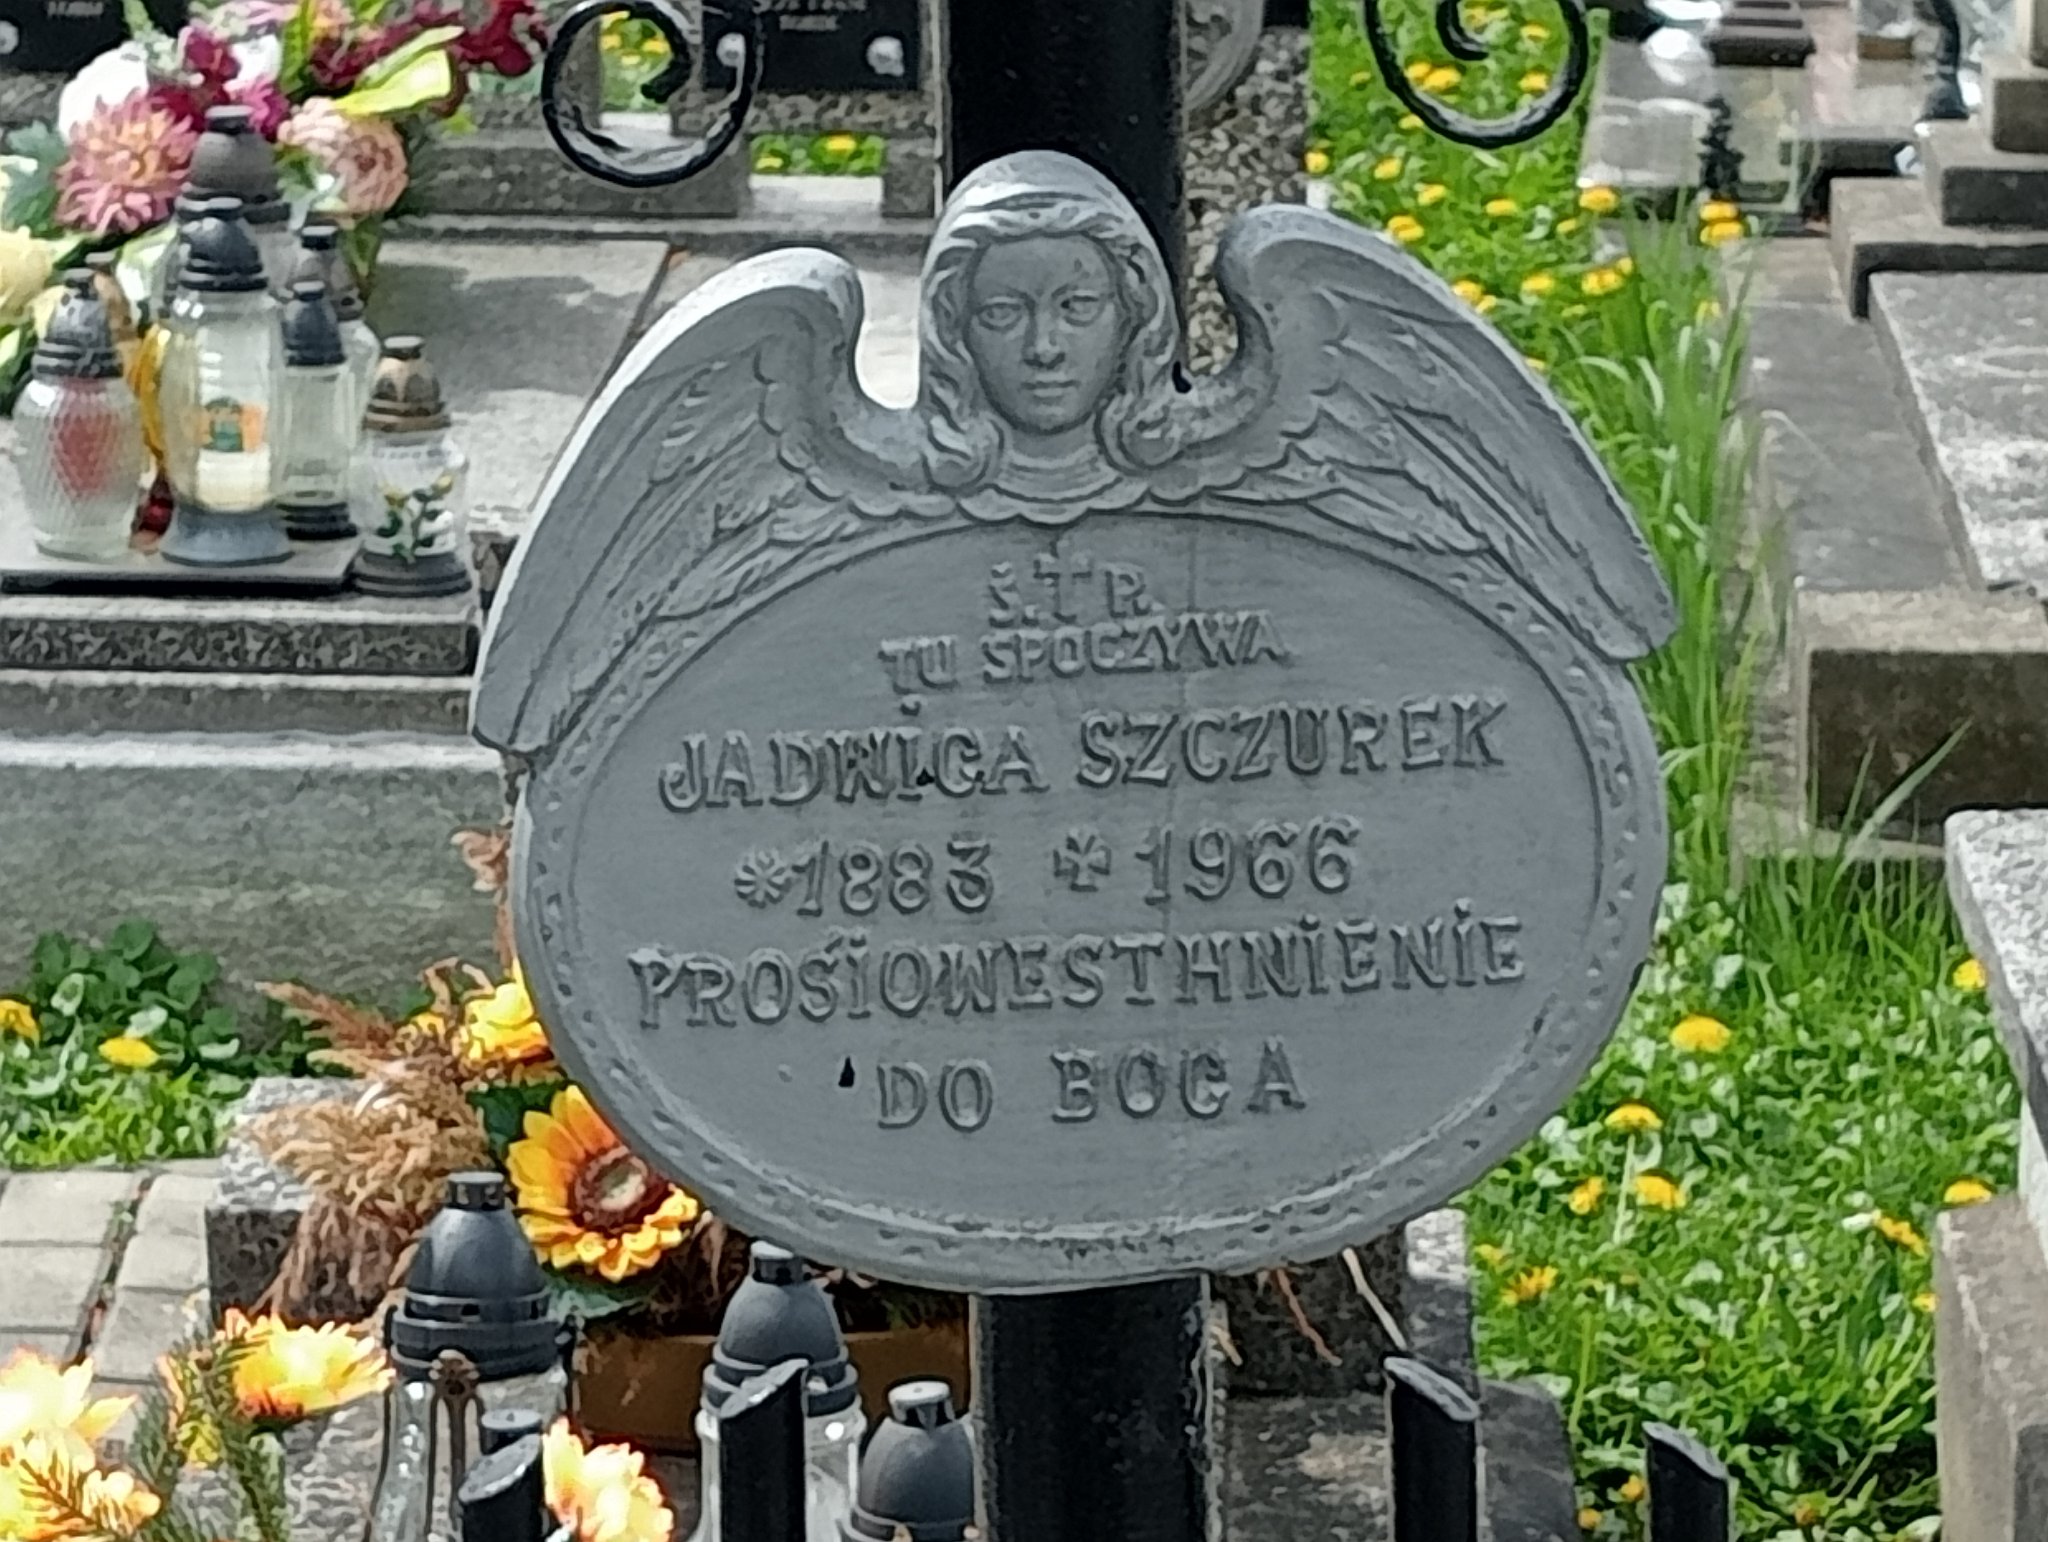 Ś.†P.
TU SPOCZYWA
JADWiGA SZCZUREK
*1883 ✝1966
PROŚiOWESTHNiENiE
DO BOGA